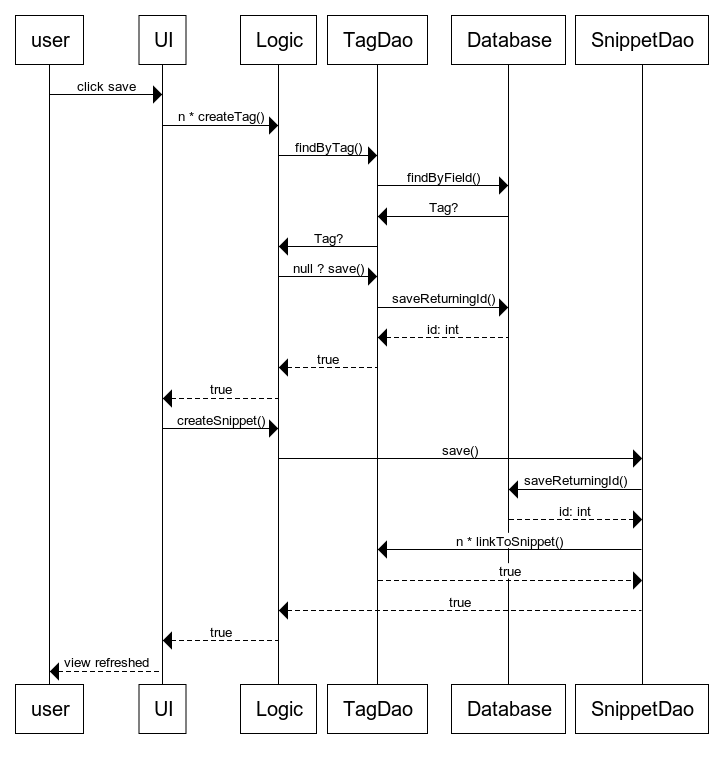 user UI Logic TagDao Database SnippetDao
click save
n * createTag()
findByTag()
findByField()
Tag?
Tag?
null ? save()
saveReturningId()
id: int
true
true
createSnippet()
save()
saveReturningId()
id: int
n * linkToSnippet()
true
true
true
view refreshed
user UI Logic TagDao Database SnippetDao